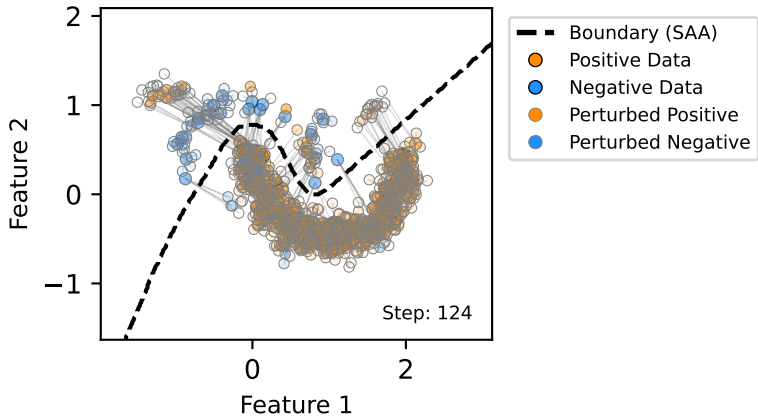 2
1
0
−1
Feature 2
0
2
Feature 1
Step: 124
Boundary (SAA)
Positive Data
Negative Data
Perturbed Positive
Perturbed Negative